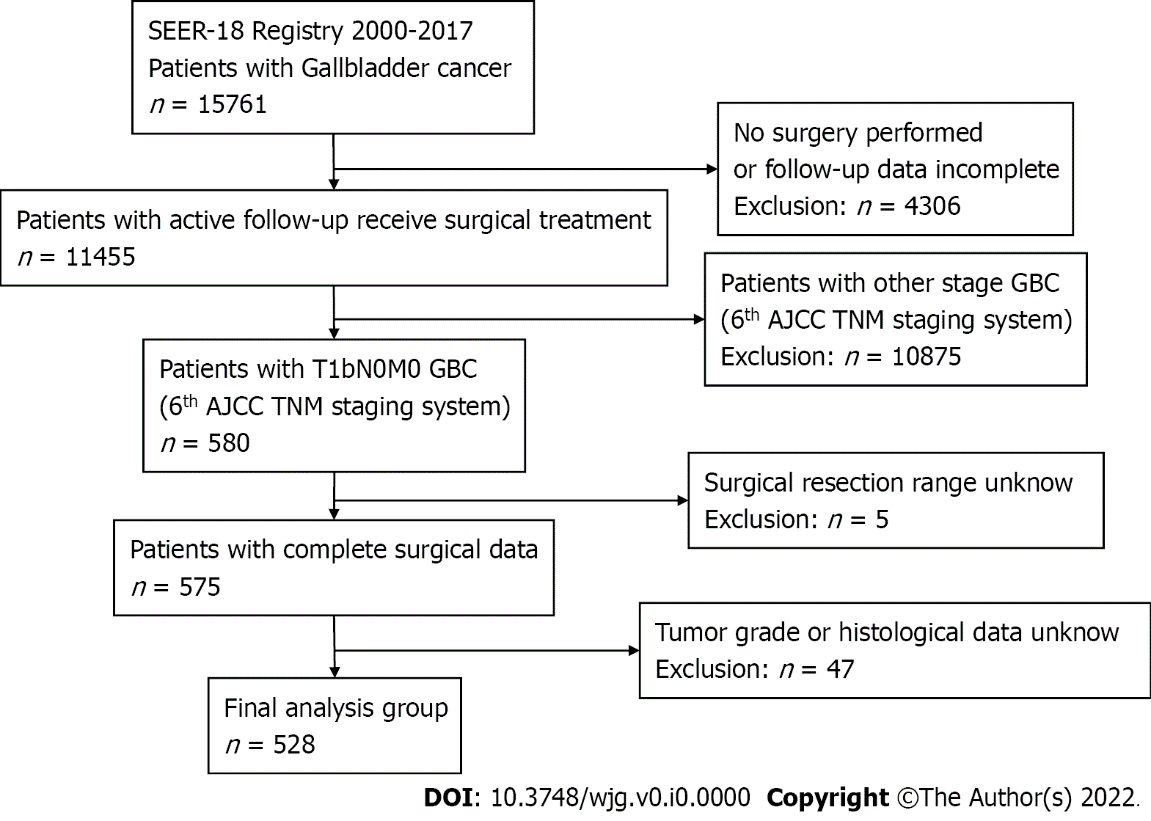 SEER-18 Registry 2000-2017
Patients with Gallbladder cancer
n = 15761
No surgery performed
or follow-up data incomplete
Exclusion: n = 4306
Patients with active follow-up receive surgical treatment
n = 11455
Patients with other stage GBC
(6th AJCC TNM staging system)
Exclusion: n = 10875
Patients with T1bN0M0 GBC
(6th AJCC TNM staging system)
n = 580
Surgical resection range unknow
Exclusion: n = 5
Patients with complete surgical data
n = 575
Tumor grade or histological data unknow
Exclusion: n = 47
Final analysis group
n = 528
DOI: 10.3748/wjg.v0.i0.0000 Copyright ©The Author(s) 2022.